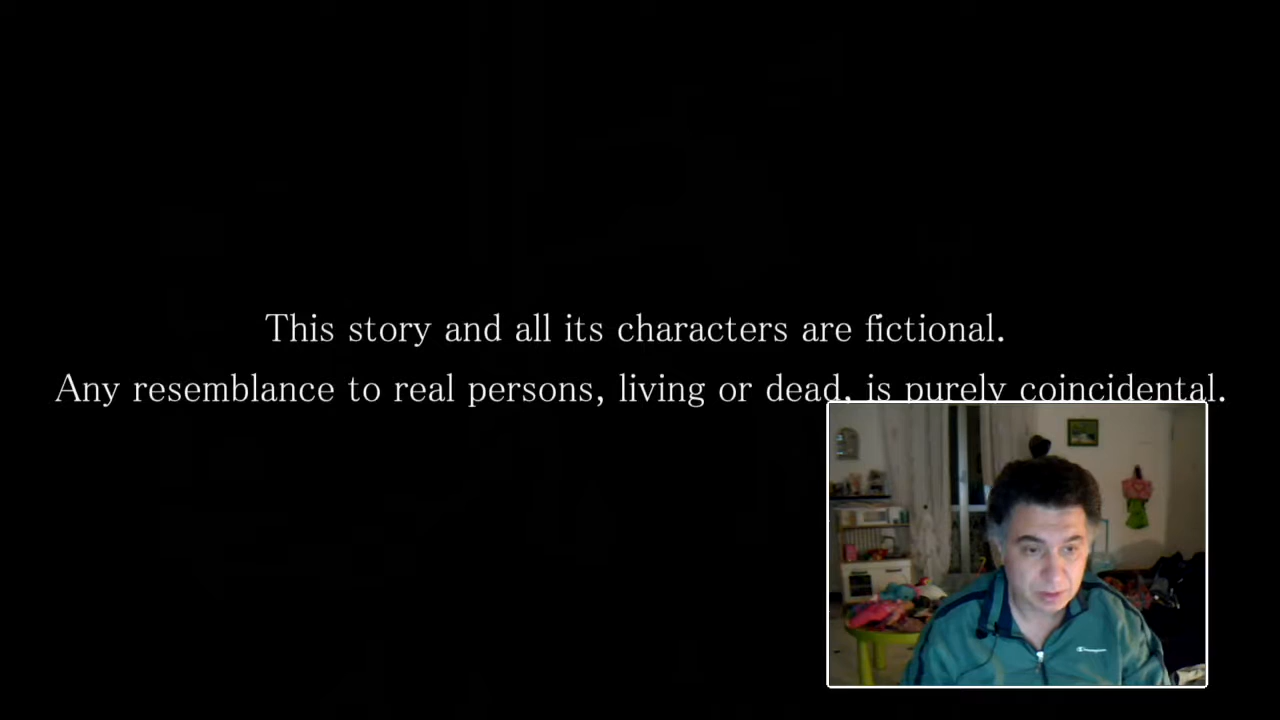 This story and all its characters are fictional.
Any resemblance to real persons, living or dead, is purely coincidental.
Champion